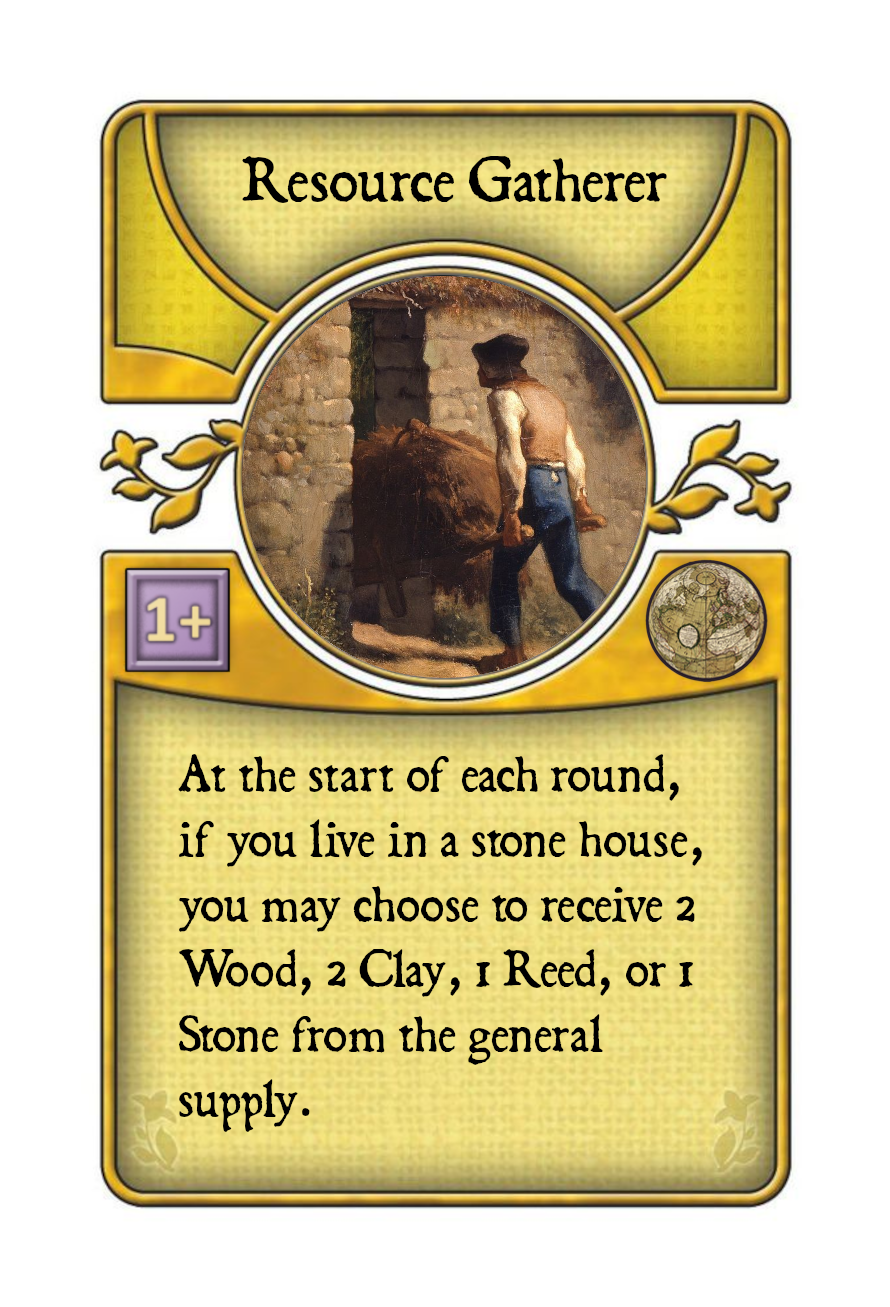 Resource Gatherer
1+
At the start of each round,
if you live in a stone house,
you may choose to receive 2
Wood, 2 Clay, 1 Reed, or 1
Stone from the general
supply.